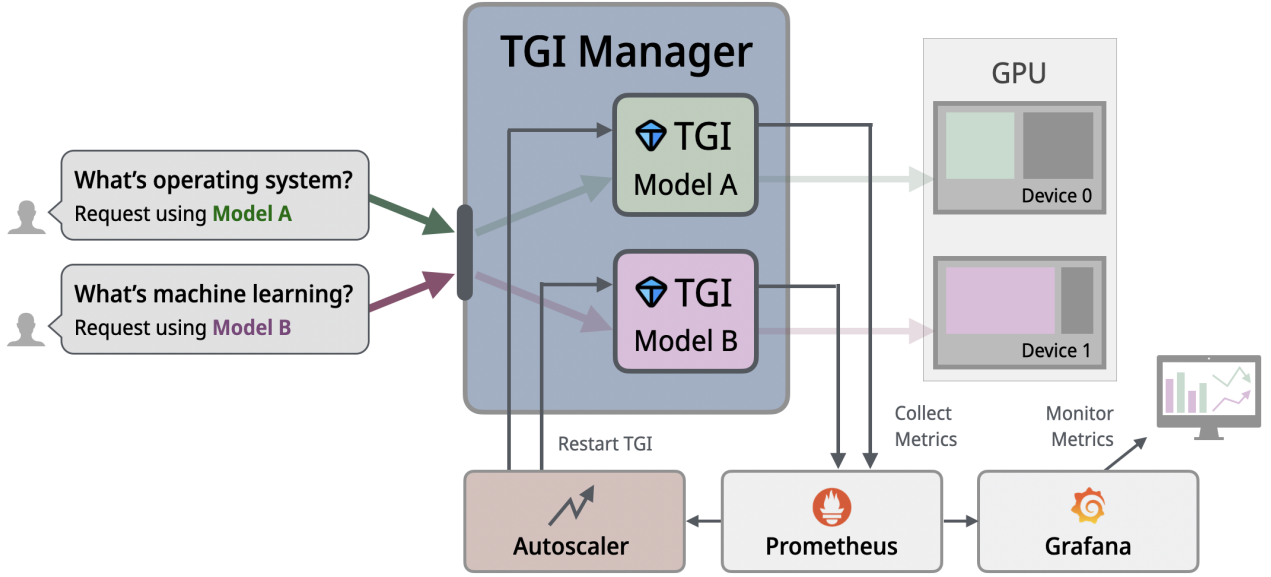 TGI Manager
What's operating system?
Request using Model A
What's machine learning?
Request using Model B
TGI
Model A
TGI
Model B
GPU
Device 0
Device 1
Restart TGI
Collect
Metrics
Monitor
Metrics
Autoscaler
Prometheus
Grafana